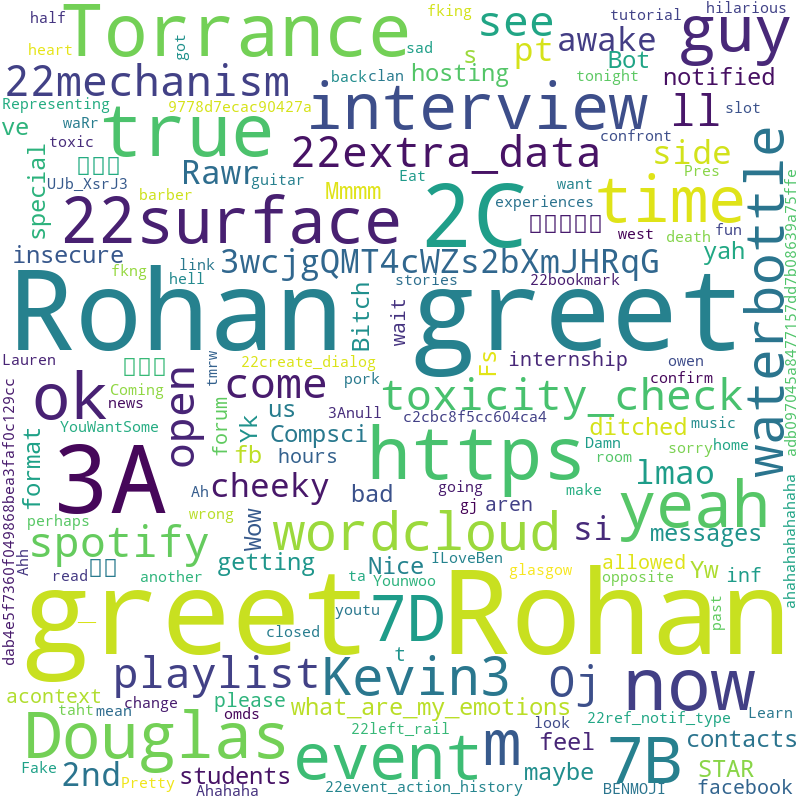 fking
half
Torrance
see
guy
tutorial
hilarious
heart
got
sad
s
pt
awake
22mechanism
back
clan
hosting
Bot
tonight
notified
Representing
9778d7ecac90427a
interview
ll
slot
ve
waRr
true
confront
toxic
22extra_data
side
special
Rawr
guitar
Eat
want
Pres
UJb_XsrJ3
barber
Mmmm
2C
experiences
time
waterbottle
22surface
west
death
fun
insecure
fkng
link
3wcjgQMT4cWZs2bXmJHRqG
yah
hell
stories
22bookmark
adb097045a8477157dd7b08639a75ffe
Rohan
greet
Bitch
wait
Lauren
tmrw
22create_dialog
Fs
internship
owen
ok
open
come
pork
confirm
Coming
news
forum
us
3Anull
c2cbc8f5cc604ca4
toxicity_check
YouWantSome
Yk
Compsci
ditched
music
3A
format
fb
hours
https
Damn
home
room
sorry
dab4e5f7360f049868bea3faf0c129cc
Ah
cheeky
bad
going
make
lmao
wrong
gj
aren
yeah
perhaps
Wow
wordcloud
si
messages
spotify
getting
Nice
ILoveBen
allowed
Yw
inf
Ahh
read
another
ta
Younwoo
glasgow
opposite
ahahahahahahaha
greet
7D
Rohan
youtu
past
closed
t
playlist
Kevin3
Oj
now
acontext
taht
mean
change
please
what_are_my_emotions
Learn
omds
look
22ref_notif_type
Douglas
22left_rail
event
m
feel
7B
contacts
Fake
2nd
Pretty
students
maybe
STAR
Ahahaha
22event_action_history
BENMOJI
facebook